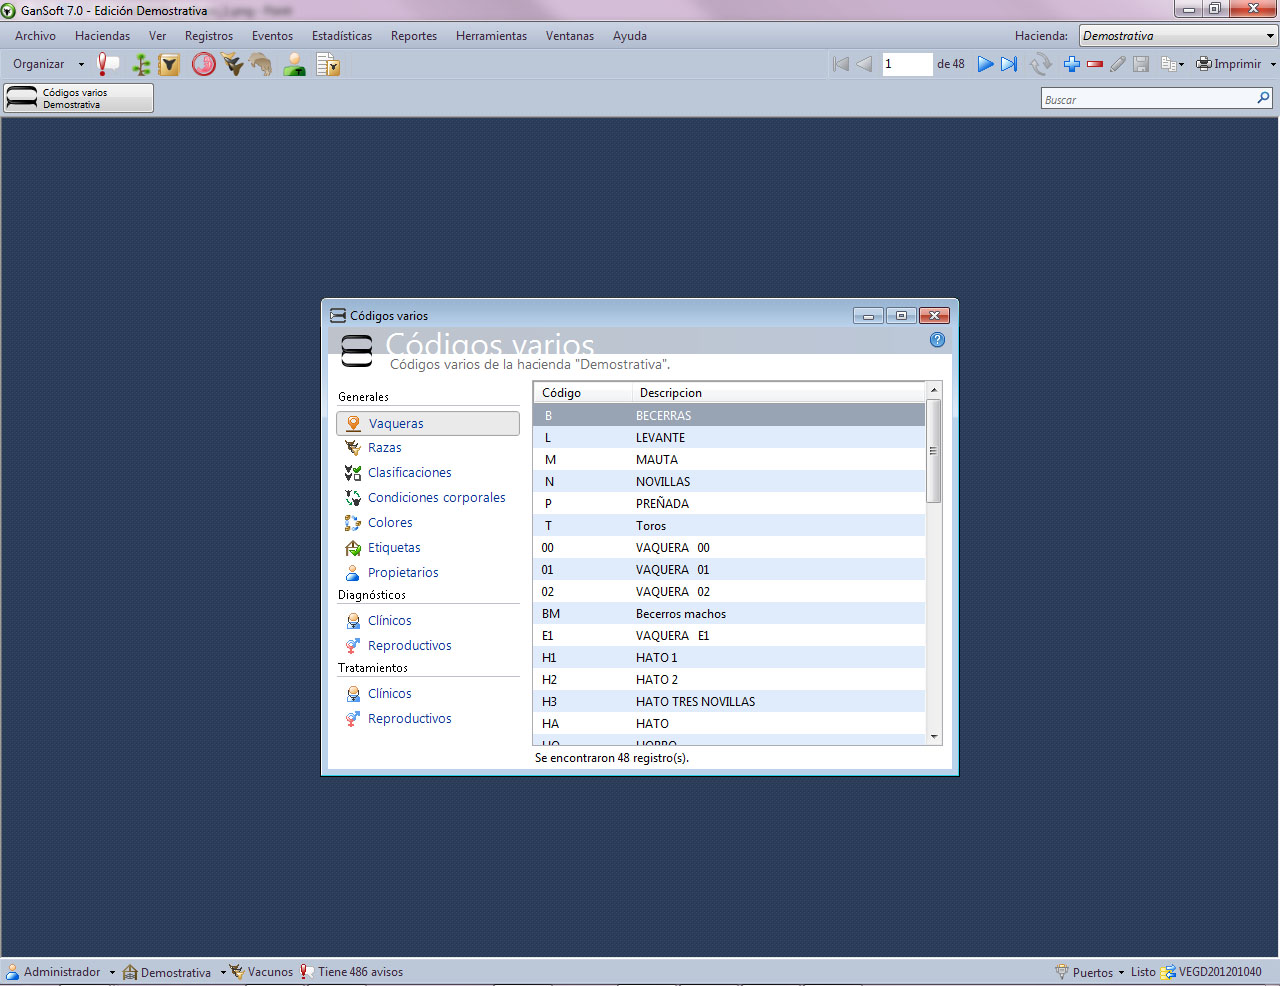 GanSoft 7.0 - Edición Demostrativa
Archivo Haciendas Ver Registros Eventos Estadísticas Reportes Herramientas Ventanas Ayuda Hacienda: Demostrativa
Organizar 1 de 48 Imprimir
Códigos varios
Demostrativa
Buscar
Códigos varios
Códigos varios
Códigos varios de la hacienda "Demostrativa".
Generales
Vaqueras
Razas
Clasificaciones
Condiciones corporales
Colores
Etiquetas
Propietarios
Diagnósticos
Clínicos
Reproductivos
Tratamientos
Clínicos
Reproductivos
Código Descripcion
B BECERRAS
L LEVANTE
M MAUTA
N NOVILLAS
P PREÑADA
T Toros
00 VAQUERA 00
01 VAQUERA 01
02 VAQUERA 02
BM Becerros machos
E1 VAQUERA E1
H1 HATO 1
H2 HATO 2
H3 HATO TRES NOVILLAS
HA HATO
Se encontraron 48 registro(s).
Administrador Demostrativa Vacunos Tiene 486 avisos Puertos Listo VEGD201201040